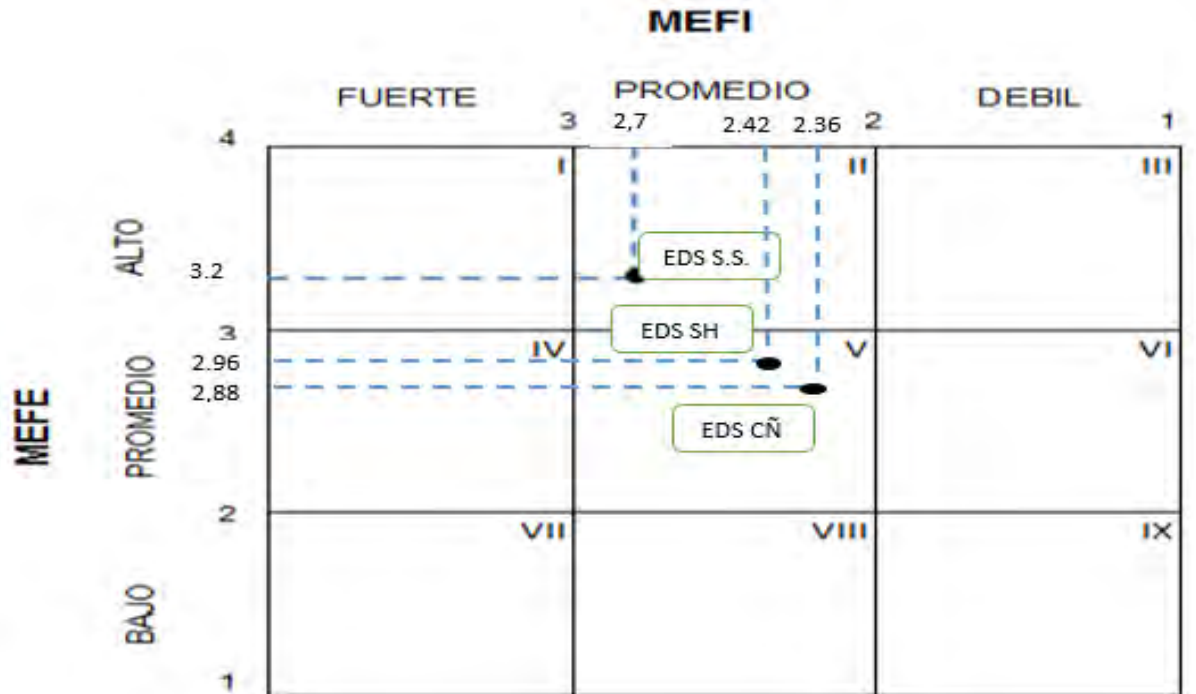 MEFI
FUERTE PROMEDIO DEBIL
4 3 2,7 2.42 2.36 2 1
I II III
ALTO
EDS S.S.
3.2
EDS SH
3 IV V VI
2.96
2,88
MEFE
PROMEDIO
EDS CÑ
2 VII VIII IX
BAJO
1